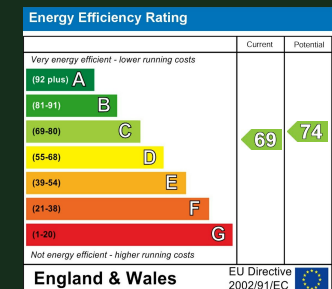 Energy Efficiency Rating
Current Potential
Very energy efficient - lower running costs
(92 plus) A
(81-91) B
(69-80) C
69 74
(55-68) D
(39-54) E
(21-38) F
(1-20) G
Not energy efficient - higher running costs
England & Wales
EU Directive
2002/91/EC